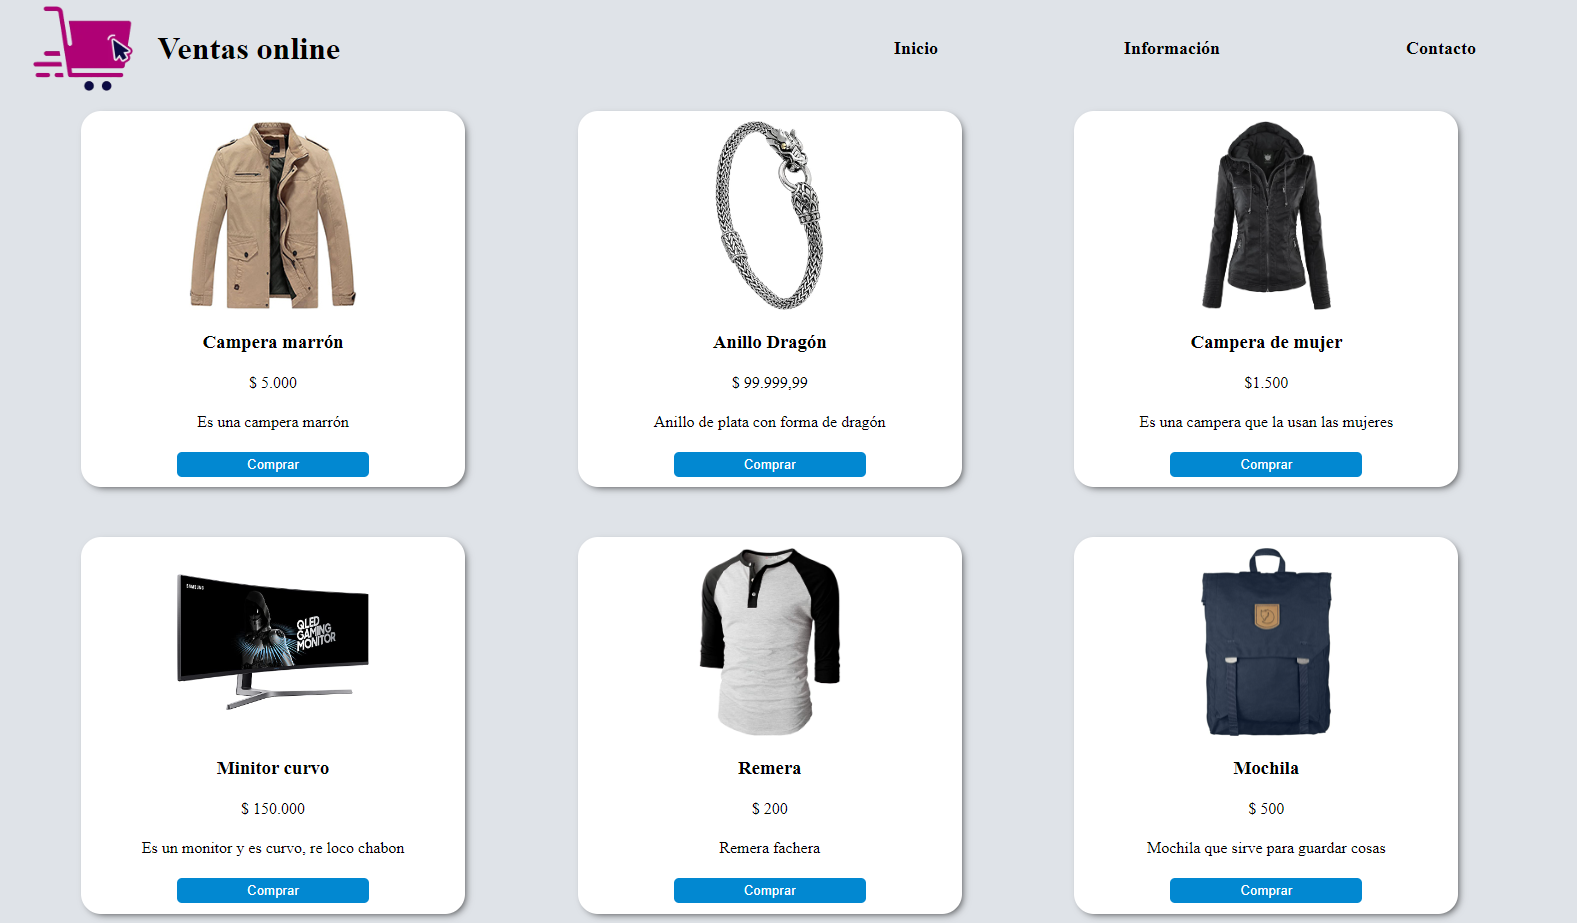 Ventas online
Inicio
Información
Contacto
Campera marrón
$ 5.000
Es una campera marrón
Comprar
Anillo Dragón
$ 99.999,99
Anillo de plata con forma de dragón
Comprar
Campera de mujer
$1.500
Es una campera que la usan las mujeres
Comprar
SAMSUNG
QLED
GAMING
MONITOR
Minitor curvo
$ 150.000
Es un monitor y es curvo, re loco chabon
Comprar
Remera
$ 200
Remera fachera
Comprar
Mochila
$ 500
Mochila que sirve para guardar cosas
Comprar